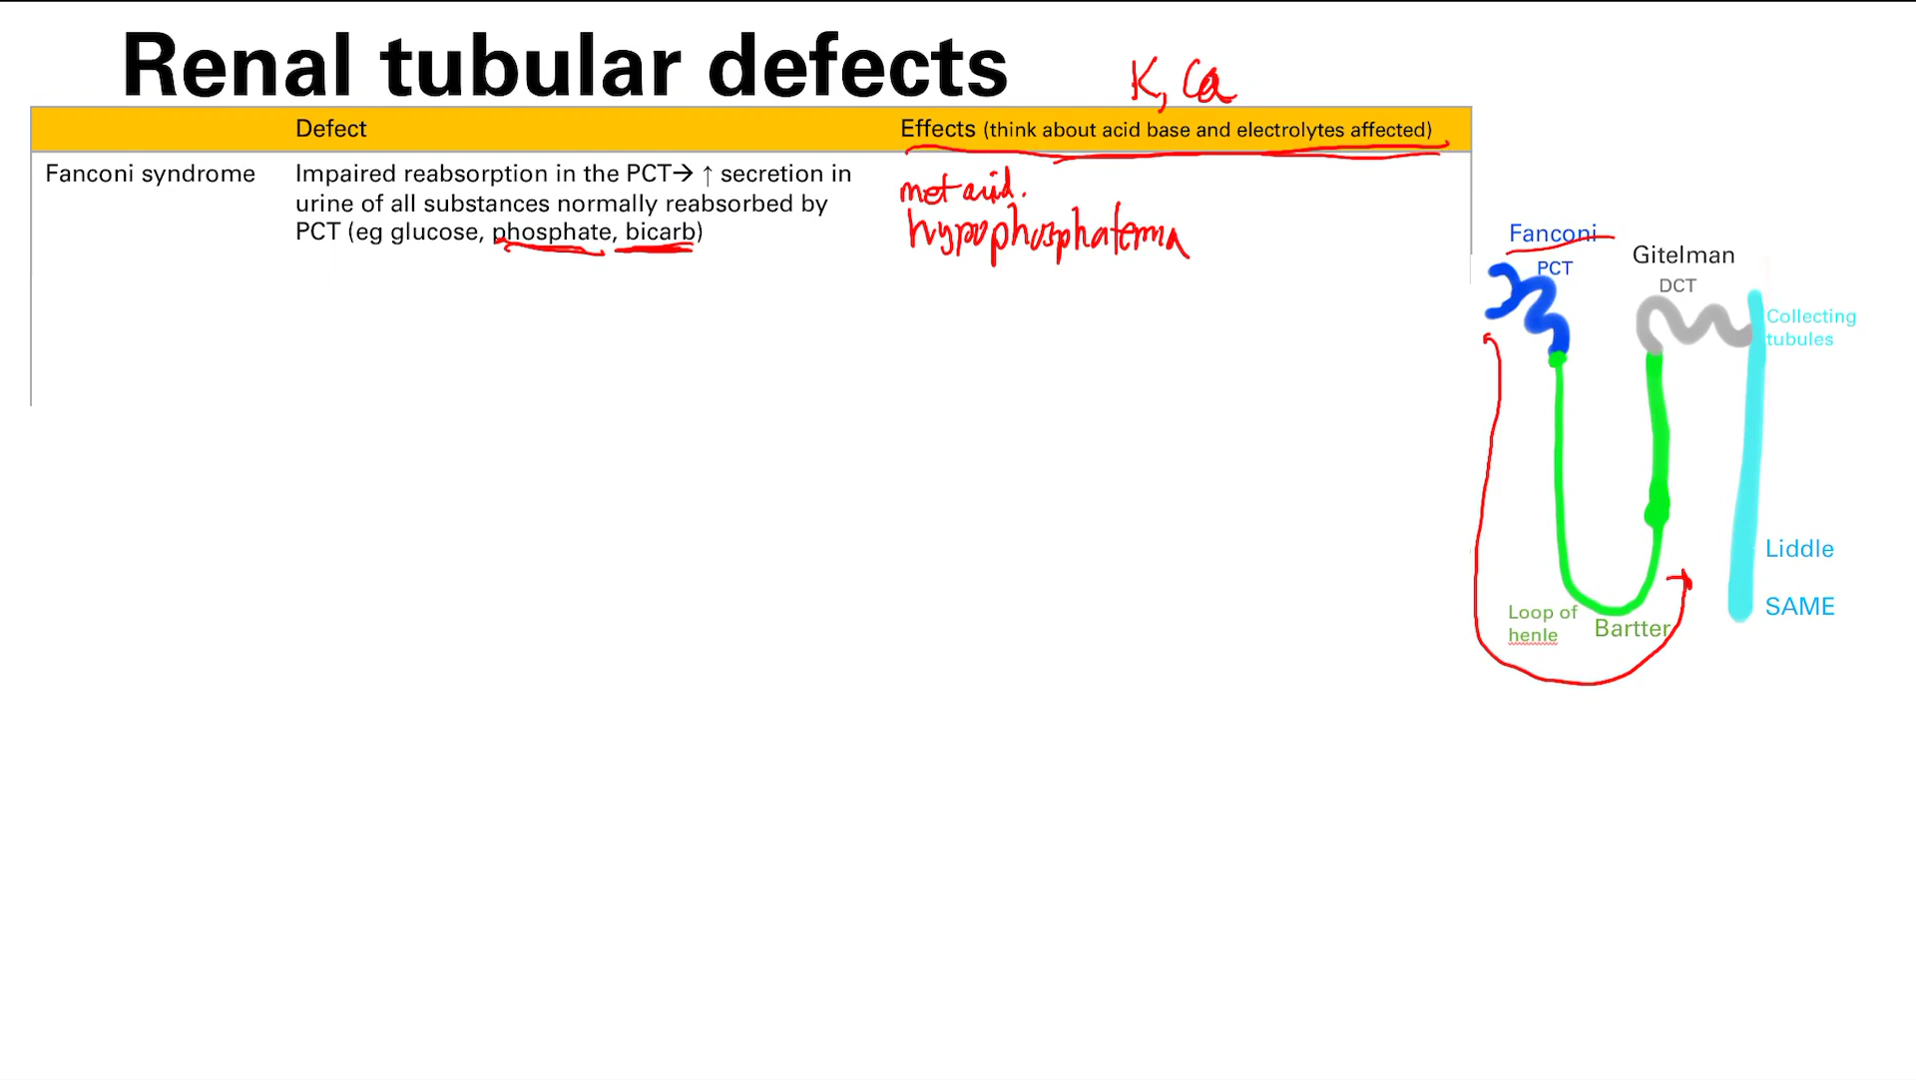 Renal tubular defects
K, Ca
Defect
Effects (think about acid base and electrolytes affected)
Fanconi syndrome
Impaired reabsorption in the PCT→ ↑ secretion in
urine of all substances normally reabsorbed by
PCT (eg glucose, phosphate, bicarb)
met acid.
hypophosphatemia
Fanconi
PCT
Gitelman
DCT
Collecting
tubules
Liddle
SAME
Loop of
henle
Bartter